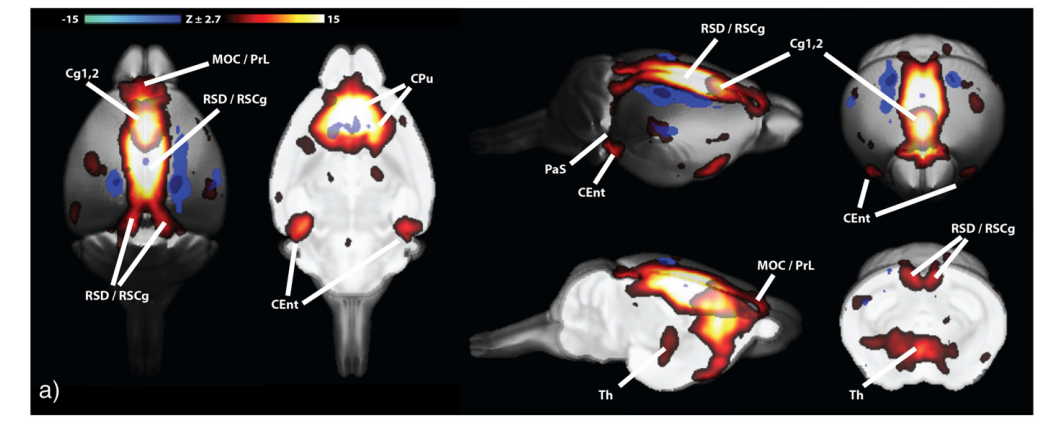 -15 Z ± 2.7 15
MOC / PrL
Cg1,2
RSD / RSCg
RSD / RSCg
CPu
CEnt
RSD / RSCg
Cg1,2
PaS
CEnt
CEnt
MOC / PrL
Th
RSD / RSCg
Th
a)